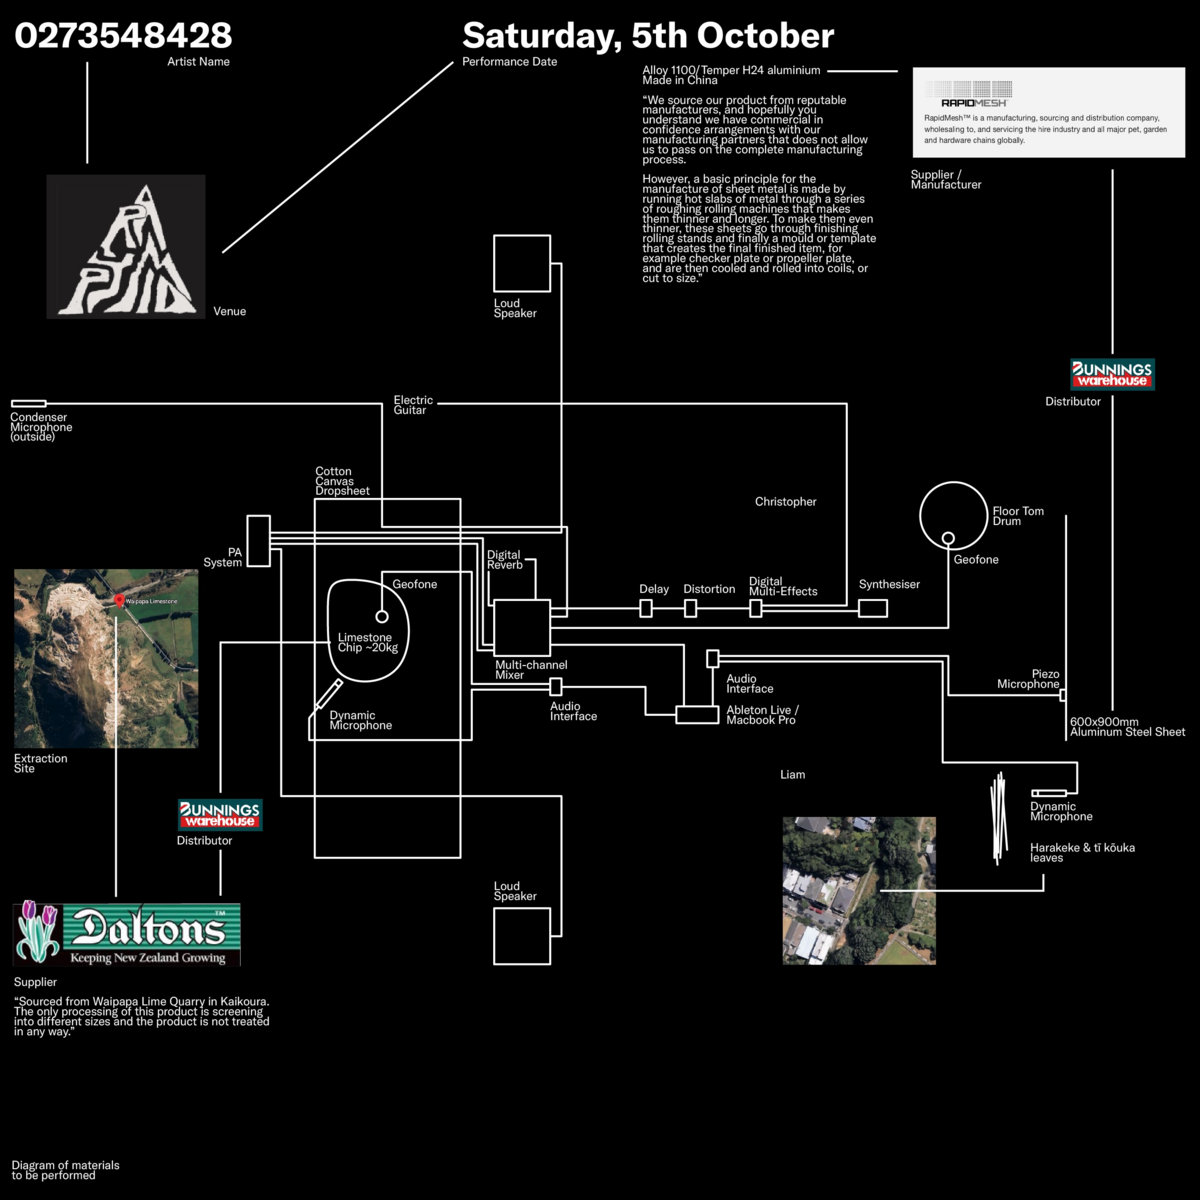 0273548428
Artist Name
Saturday, 5th October
Performance Date
Alloy 1100/Temper H24 aluminium
Made in China
“We source our product from reputable
manufacturers, and hopefully you
understand we have commercial in
confidence arrangements with our
manufacturing partners that does not allow
us to pass on the complete manufacturing
process.
However, a basic principle for the
manufacture of sheet metal is made by
running hot slabs of metal through a series
of roughing rolling machines that makes
them thinner and longer. To make them even
thinner, these sheets go through finishing
rolling stands and finally a mould or template
that creates the final finished item, for
example checker plate or propeller plate,
and are then cooled and rolled into coils, or
cut to size.”
RAPIDMESH
RapidMesh™ is a manufacturing, sourcing and distribution company,
wholesaling to, and servicing the hire industry and all major pet, garden
and hardware chains globally.
Supplier /
Manufacturer
PYRAMID
Venue
Loud
Speaker
BUNNINGS
warehouse
Distributor
Condenser
Microphone
(outside)
Electric
Guitar
Cotton
Canvas
Dropsheet
Christopher
Floor Tom
Drum
Geofone
PA
System
Digital
Reverb
Geofone
Delay
Distortion
Digital
Multi-Effects
Synthesiser
Waipapa Limestone
Limestone
Chip ~20kg
Multi-channel
Mixer
Audio
Interface
Piezo
Microphone
Dynamic
Microphone
Audio
Interface
Ableton Live /
Macbook Pro
600x900mm
Aluminum Steel Sheet
Extraction
Site
Liam
BUNNINGS
warehouse
Distributor
Dynamic
Microphone
Harakeke & tī kōuka
leaves
Loud
Speaker
Daltons™
Keeping New Zealand Growing
Supplier
“Sourced from Waipapa Lime Quarry in Kaikoura.
The only processing of this product is screening
into different sizes and the product is not treated
in any way.”
Diagram of materials
to be performed